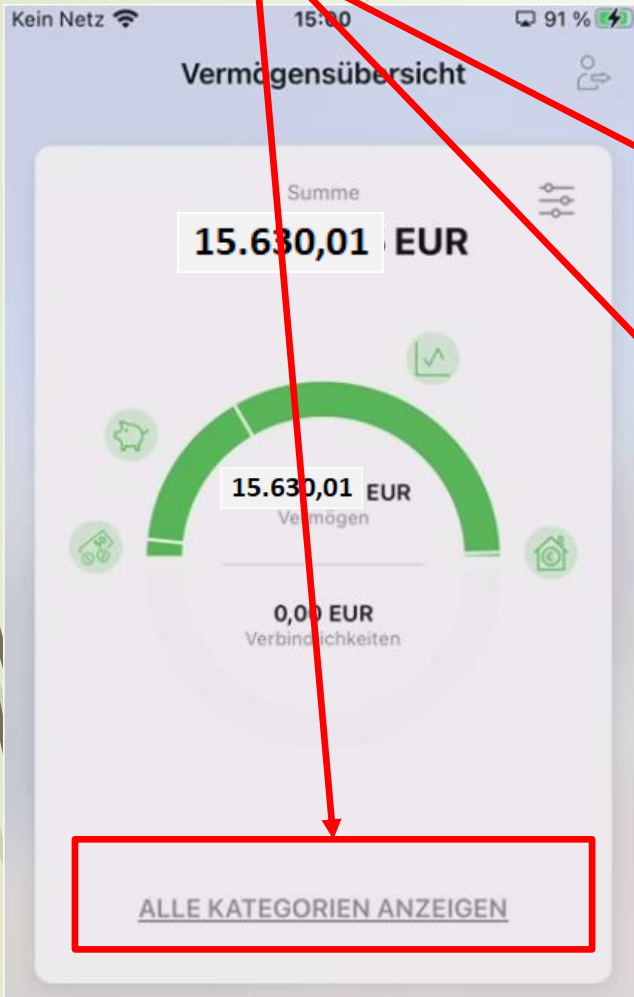 Kein Netz 15:00 91 %
Vermögensübersicht
Summe
15.630,01 EUR
15.630,01 EUR
Vermögen
0,00 EUR
Verbindlichkeiten
ALLE KATEGORIEN ANZEIGEN